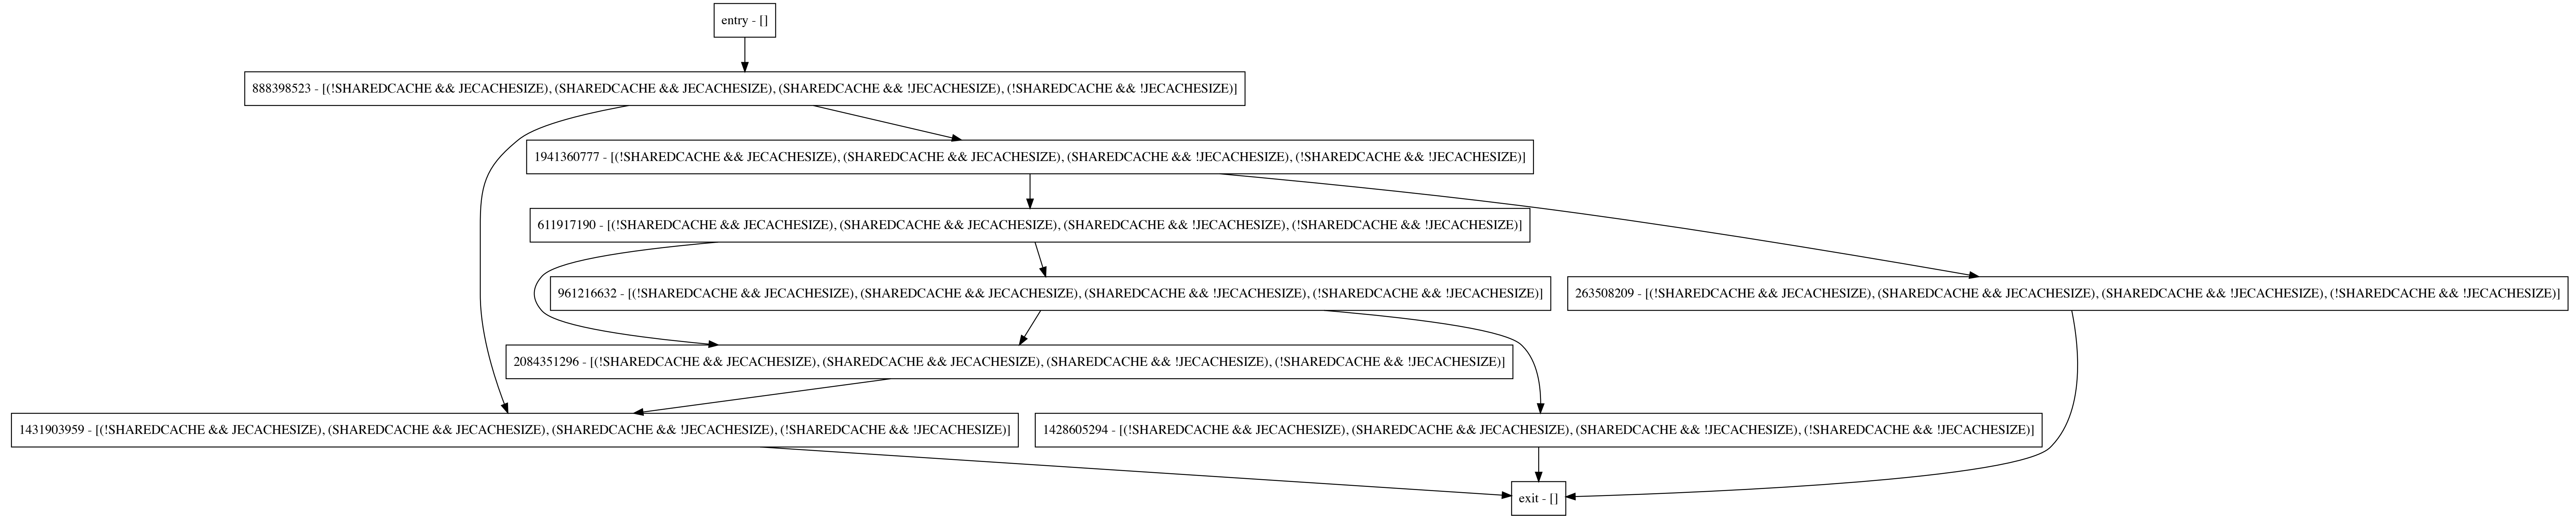 entry - []
888398523 - [(!SHAREDCACHE && JECACHESIZE), (SHAREDCACHE && JECACHESIZE), (SHAREDCACHE && !JECACHESIZE), (!SHAREDCACHE && !JECACHESIZE)]
1941360777 - [(!SHAREDCACHE && JECACHESIZE), (SHAREDCACHE && JECACHESIZE), (SHAREDCACHE && !JECACHESIZE), (!SHAREDCACHE && !JECACHESIZE)]
611917190 - [(!SHAREDCACHE && JECACHESIZE), (SHAREDCACHE && JECACHESIZE), (SHAREDCACHE && !JECACHESIZE), (!SHAREDCACHE && !JECACHESIZE)]
961216632 - [(!SHAREDCACHE && JECACHESIZE), (SHAREDCACHE && JECACHESIZE), (SHAREDCACHE && !JECACHESIZE), (!SHAREDCACHE && !JECACHESIZE)]
263508209 - [(!SHAREDCACHE && JECACHESIZE), (SHAREDCACHE && JECACHESIZE), (SHAREDCACHE && !JECACHESIZE), (!SHAREDCACHE && !JECACHESIZE)]
2084351296 - [(!SHAREDCACHE && JECACHESIZE), (SHAREDCACHE && JECACHESIZE), (SHAREDCACHE && !JECACHESIZE), (!SHAREDCACHE && !JECACHESIZE)]
1431903959 - [(!SHAREDCACHE && JECACHESIZE), (SHAREDCACHE && JECACHESIZE), (SHAREDCACHE && !JECACHESIZE), (!SHAREDCACHE && !JECACHESIZE)]
1428605294 - [(!SHAREDCACHE && JECACHESIZE), (SHAREDCACHE && JECACHESIZE), (SHAREDCACHE && !JECACHESIZE), (!SHAREDCACHE && !JECACHESIZE)]
exit - []